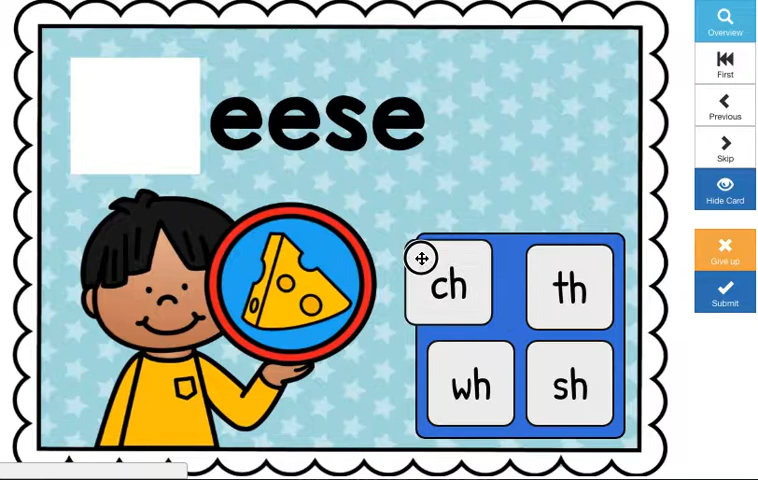 eese
ch
th
wh
sh
Overview
First
Previous
Skip
Hide Card
Give up
Submit